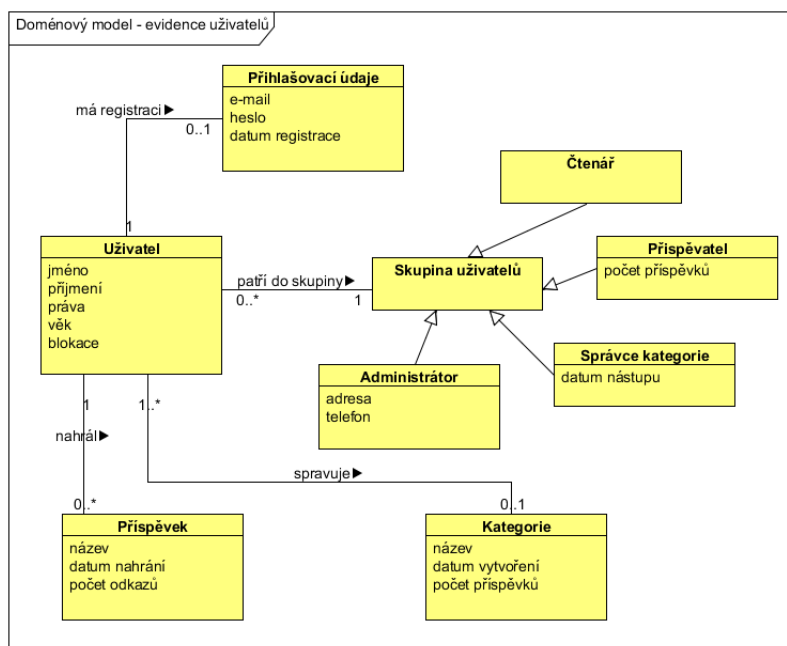 Doménový model - evidence uživatelů
Přihlašovací údaje
e-mail
heslo
datum registrace
má registraci
0..1
1
Čtenář
Uživatel
jméno
příjmení
práva
věk
blokace
patří do skupiny
0..*
1
Skupina uživatelů
Přispěvatel
počet příspěvků
Správce kategorie
datum nástupu
Administrátor
adresa
telefon
1
1..*
nahrál
spravuje
0..*
0..1
Příspěvek
název
datum nahrání
počet odkazů
Kategorie
název
datum vytvoření
počet příspěvků